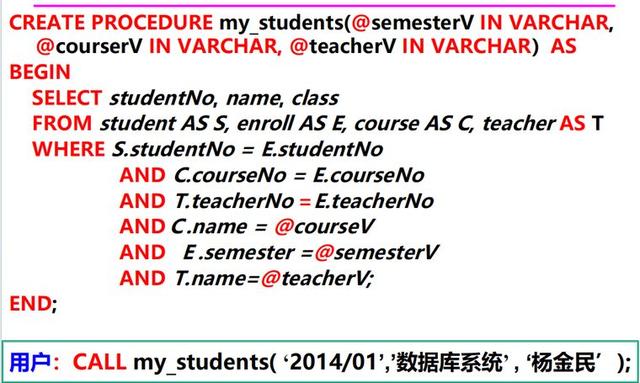 CREATE PROCEDURE my_students(@semesterV IN VARCHAR,
@courserV IN VARCHAR, @teacherV IN VARCHAR) AS
BEGIN
SELECT studentNo, name, class
FROM student AS S, enroll AS E, course AS C, teacher AS T
WHERE S.studentNo = E.studentNo
AND C.courseNo = E.courseNo
AND T.teacherNo = E.teacherNo
AND C.name = @courseV
AND E.semester =@semesterV
AND T.name=@teacherV;
END;
用户：CALL my_students( ‘2014/01’,’数据库系统’ , ‘杨金民’ );